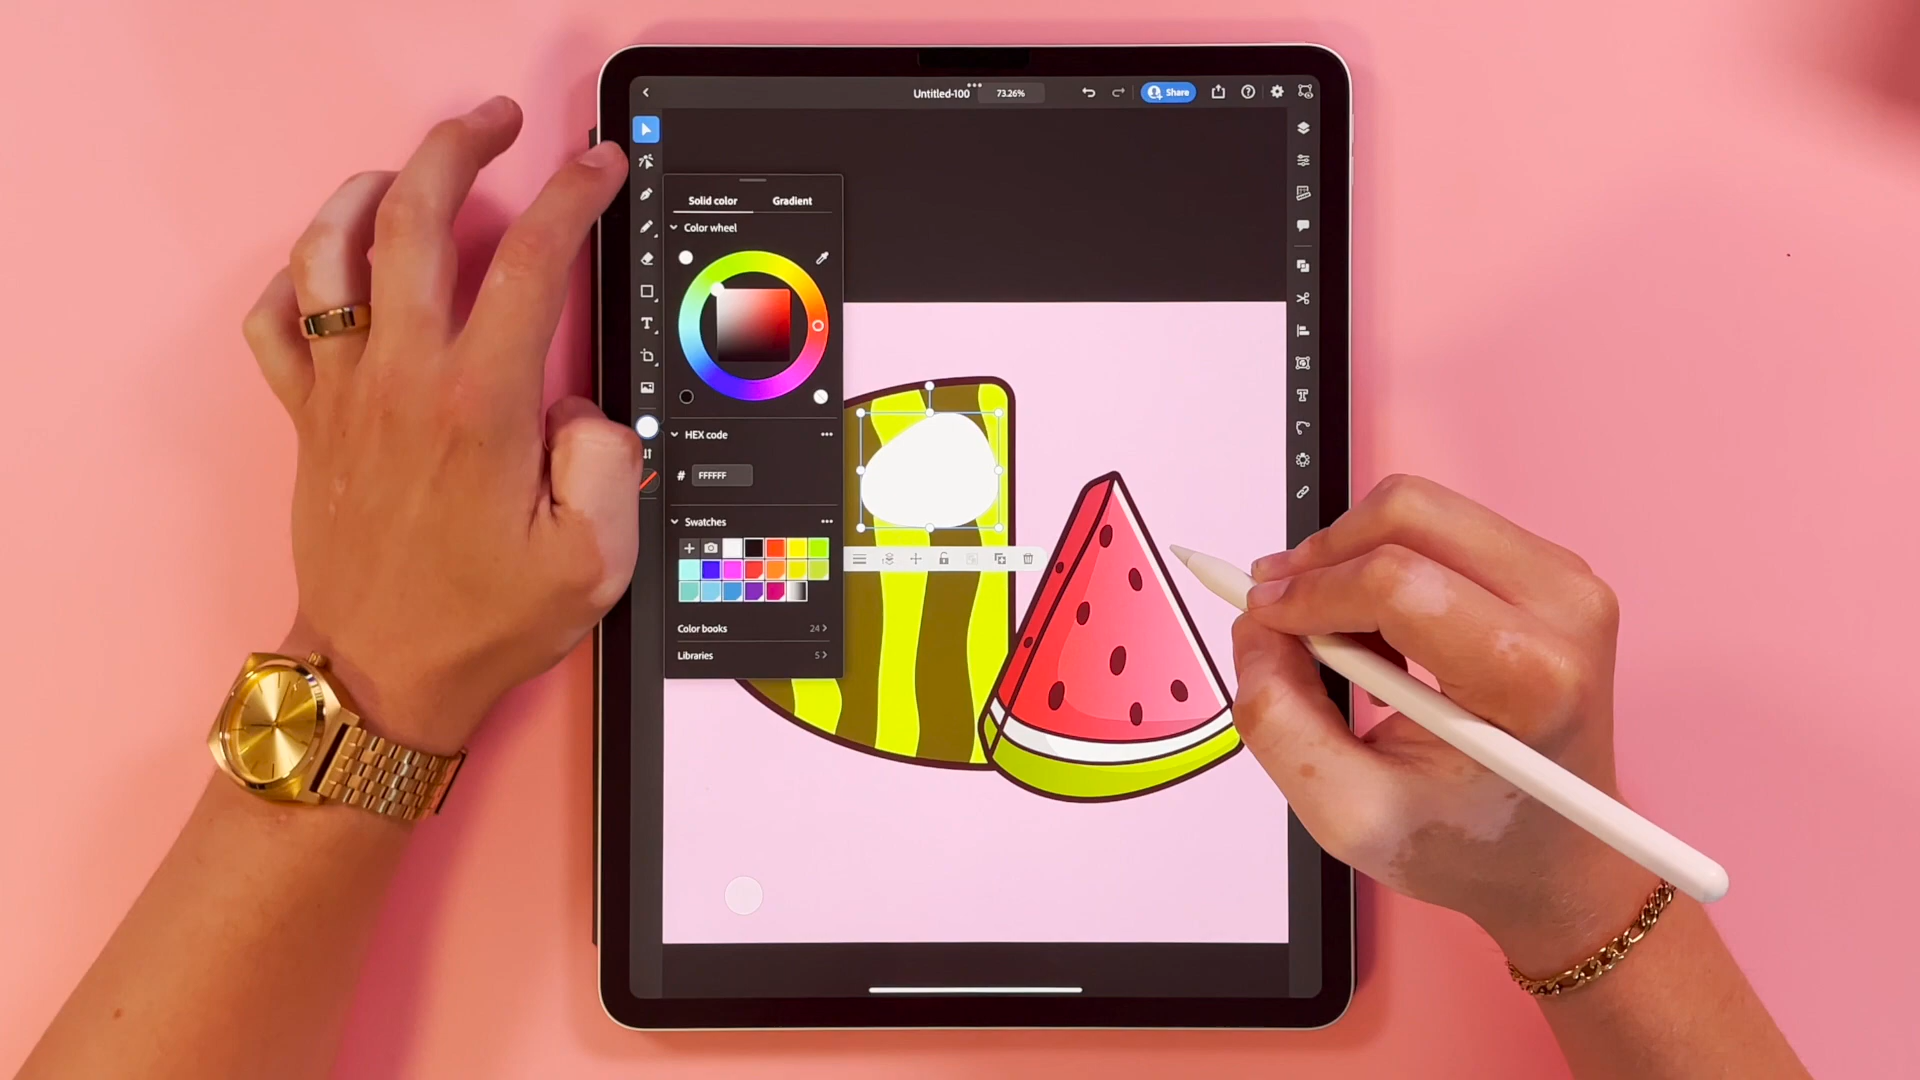 Untitled-100
73.26%
Share
Solid color
Gradient
Color wheel
HEX code
# FFFFFF
Swatches
Color books
24
Libraries
5